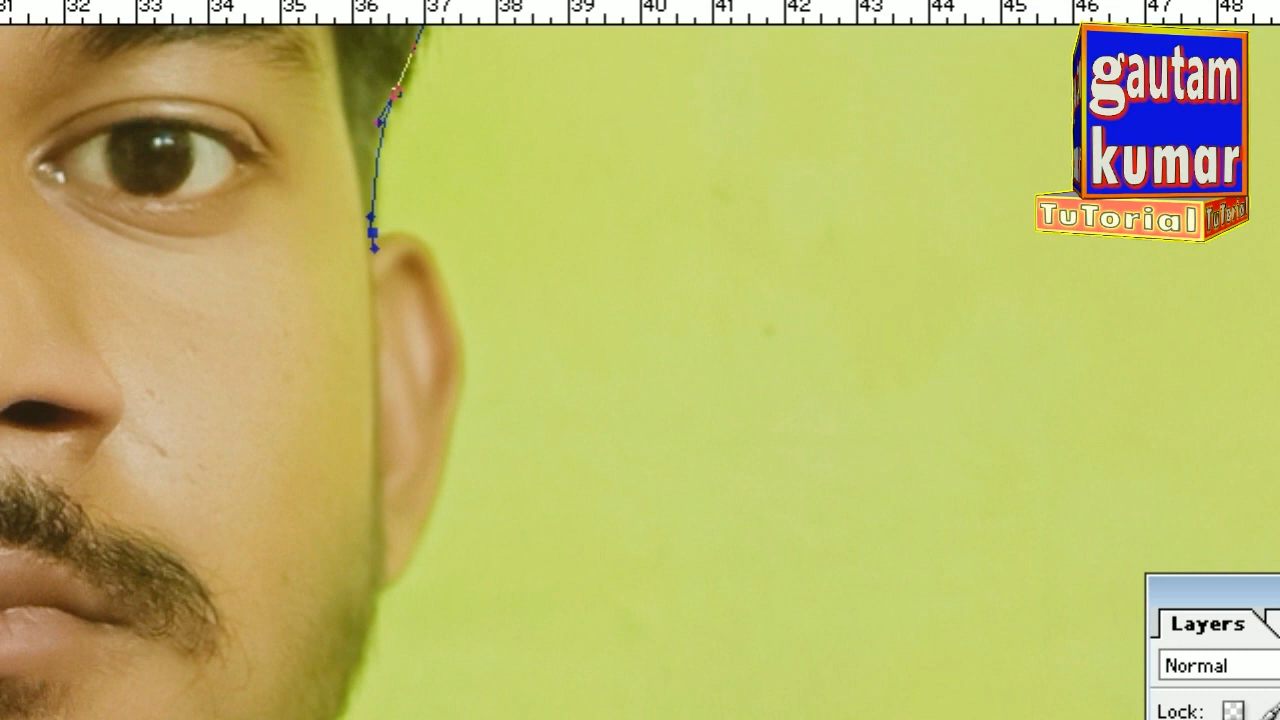 31 32 33 34 35 36 37 38 39 40 41 42 43 44 45 46 47 48
gautam
kumar
TuTorial TuTorial
Layers
Normal
Lock: